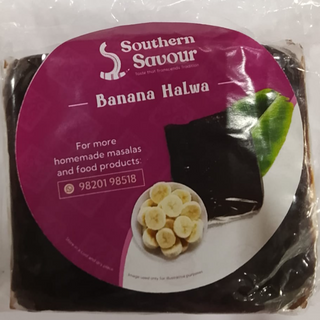 Southern
Savour
Banana Halwa
For more
homemade masalas
and food products:
98201 98518